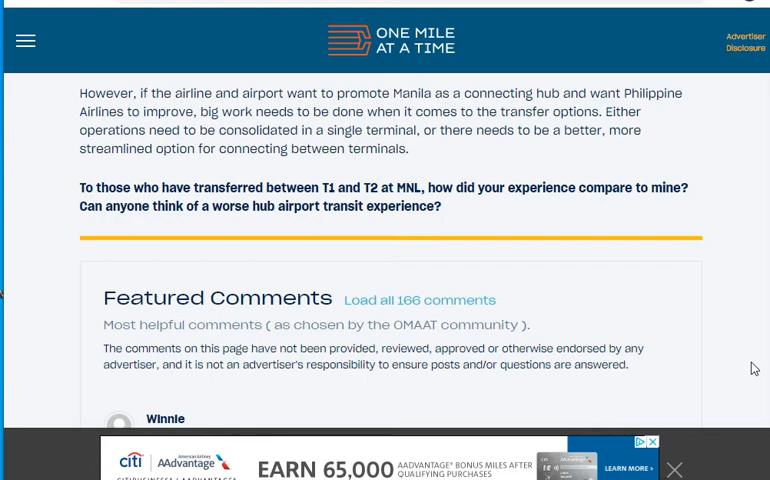 ONE MILE
AT A TIME
Advertiser
Disclosure
However, if the airline and airport want to promote Manila as a connecting hub and want Philippine
Airlines to improve, big work needs to be done when it comes to the transfer options. Either
operations need to be consolidated in a single terminal, or there needs to be a better, more
streamlined option for connecting between terminals.
To those who have transferred between T1 and T2 at MNL, how did your experience compare to mine?
Can anyone think of a worse hub airport transit experience?
Featured Comments Load all 166 comments
Most helpful comments ( as chosen by the OMAAT community ).
The comments on this page have not been provided, reviewed, approved or otherwise endorsed by any
advertiser, and it is not an advertiser's responsibility to ensure posts and/or questions are answered.
Winnie
citi
American Airlines
AAdvantage
CITIBUSINESS / AADVANTAGE
EARN 65,000
AADVANTAGE® BONUS MILES AFTER
QUALIFYING PURCHASES
LEARN MORE >